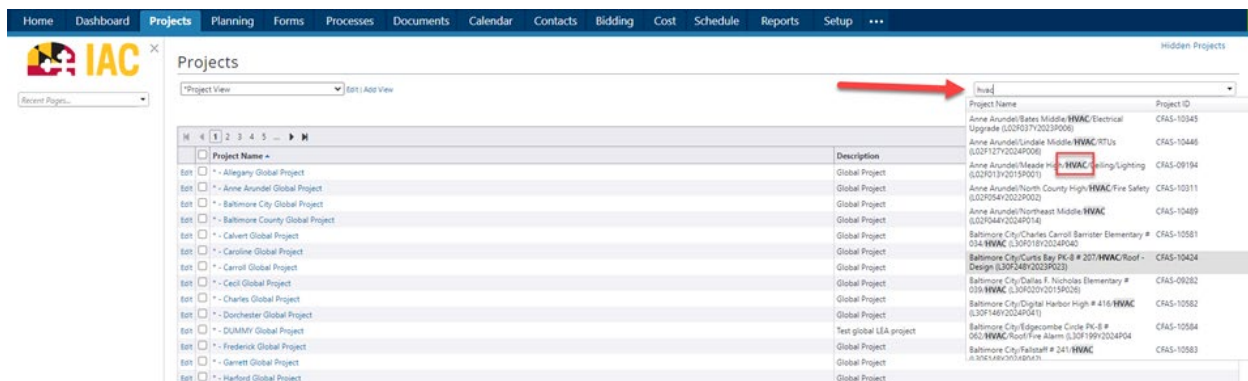 Home Dashboard Projects Planning Forms Processes Documents Calendar Contacts Bidding Cost Schedule Reports Setup •••
IAC
Hidden Projects
Projects
Recent Pages...
*Project View Edit | Add View
hvac
Project Name Project ID
Anne Arundel/Bates Middle/HVAC/Electrical
Upgrade (L02F037Y2023P006) CFAS-10345
Anne Arundel/Lindale Middle/HVAC/RTUs
(L02F127Y2024P006) CFAS-10446
Anne Arundel/Meade High/HVAC/Ceiling/Lighting
(L02F013Y2015P001) CFAS-09194
Anne Arundel/North County High/HVAC/Fire Safety
(L02F054Y2022P002) CFAS-10311
Anne Arundel/Northeast Middle/HVAC
(L02F044Y2024P014) CFAS-10489
Baltimore City/Charles Carroll Barrister Elementary #
034/HVAC (L30F018Y2024P040 CFAS-10581
Baltimore City/Curtis Bay PK-8 # 207/HVAC/Roof -
Design (L30F248Y2023P023) CFAS-10424
Baltimore City/Dallas F. Nicholas Elementary #
039/HVAC (L30F020Y2015P026) CFAS-09282
Baltimore City/Digital Harbor High # 416/HVAC
(L30F146Y2024P041) CFAS-10582
Baltimore City/Edgecombe Circle PK-8 #
062/HVAC/Roof/Fire Alarm (L30F199Y2024P04 CFAS-10584
Baltimore City/Fallstaff # 241/HVAC CFAS-10583
1 2 3 4 5 ...
Project Name Description
Edit * - Allegany Global Project Global Project
Edit * - Anne Arundel Global Project Global Project
Edit * - Baltimore City Global Project Global Project
Edit * - Baltimore County Global Project Global Project
Edit * - Calvert Global Project Global Project
Edit * - Caroline Global Project Global Project
Edit * - Carroll Global Project Global Project
Edit * - Cecil Global Project Global Project
Edit * - Charles Global Project Global Project
Edit * - Dorchester Global Project Global Project
Edit * - DUMMY Global Project Test global LEA project
Edit * - Frederick Global Project Global Project
Edit * - Garrett Global Project Global Project
Edit * - Harford Global Project Global Project